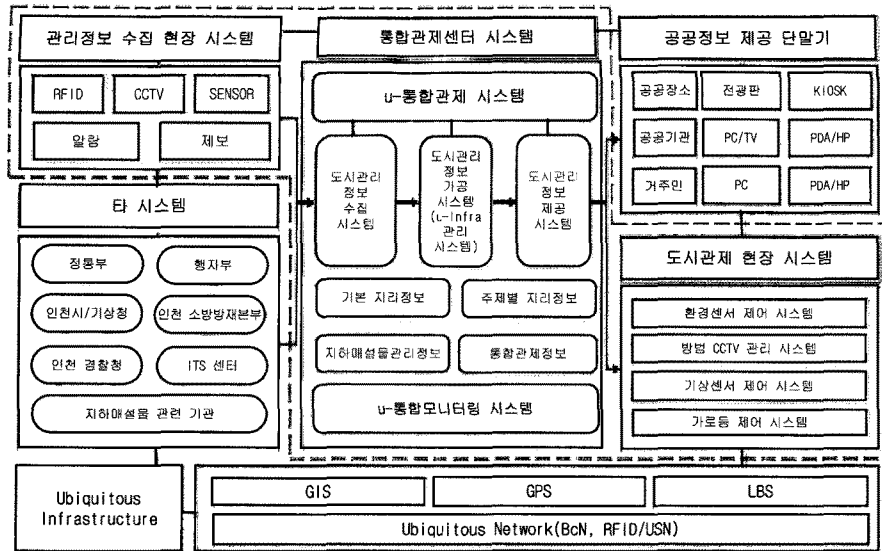 관리정보 수집 현장 시스템
통합관제센터 시스템
공공정보 제공 단말기
RFID
CCTV
SENSOR
알람
제보
u-통합관제 시스템
도시관리
정보
수집
시스템
도시관리
정보
가공
시스템
(u-Infra
관리
시스템)
도시관리
정보
제공
시스템
공공장소
전광판
KIOSK
공공기관
PC/TV
PDA/HP
거주민
PC
PDA/HP
타 시스템
정통부
행자부
인천시/기상청
인천 소방방재본부
인천 경찰청
ITS 센터
지하매설물 관련 기관
기본 지리정보
주제별 지리정보
지하매설물관리정보
통합관제정보
u-통합모니터링 시스템
도시관제 현장 시스템
환경센서 제어 시스템
방범 CCTV 관리 시스템
기상센서 제어 시스템
가로등 제어 시스템
Ubiquitous
Infrastructure
GIS
GPS
LBS
Ubiquitous Network(BcN, RFID/USN)